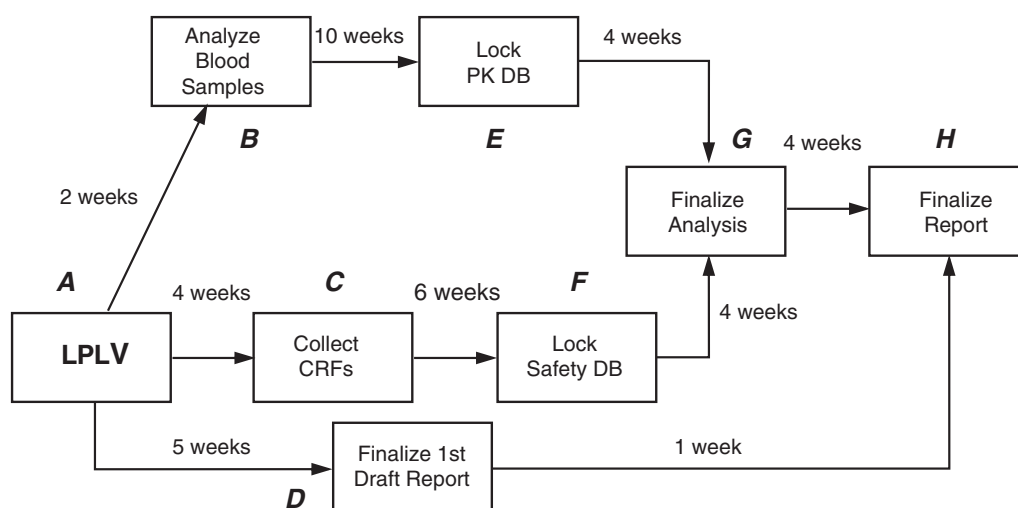 Analyze
Blood
Samples
10 weeks
Lock
PK DB
4 weeks
B
E
G
4 weeks
H
2 weeks
Finalize
Analysis
Finalize
Report
A
4 weeks
C
6 weeks
F
4 weeks
LPLV
Collect
CRFs
Lock
Safety DB
5 weeks
Finalize 1st
Draft Report
1 week
D